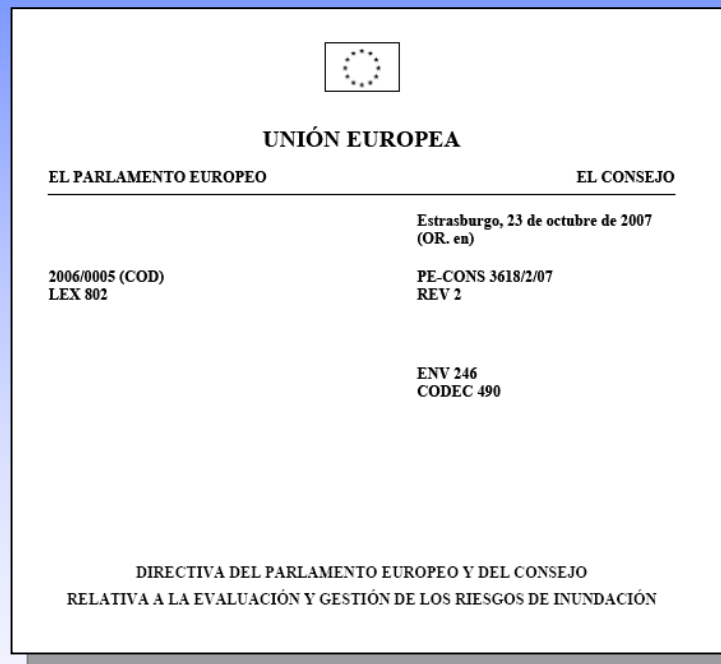 UNIÓN EUROPEA
EL PARLAMENTO EUROPEO EL CONSEJO
Estrasburgo, 23 de octubre de 2007
(OR. en)
2006/0005 (COD) PE-CONS 3618/2/07
LEX 802 REV 2
ENV 246
CODEC 490
DIRECTIVA DEL PARLAMENTO EUROPEO Y DEL CONSEJO
RELATIVA A LA EVALUACIÓN Y GESTIÓN DE LOS RIESGOS DE INUNDACIÓN